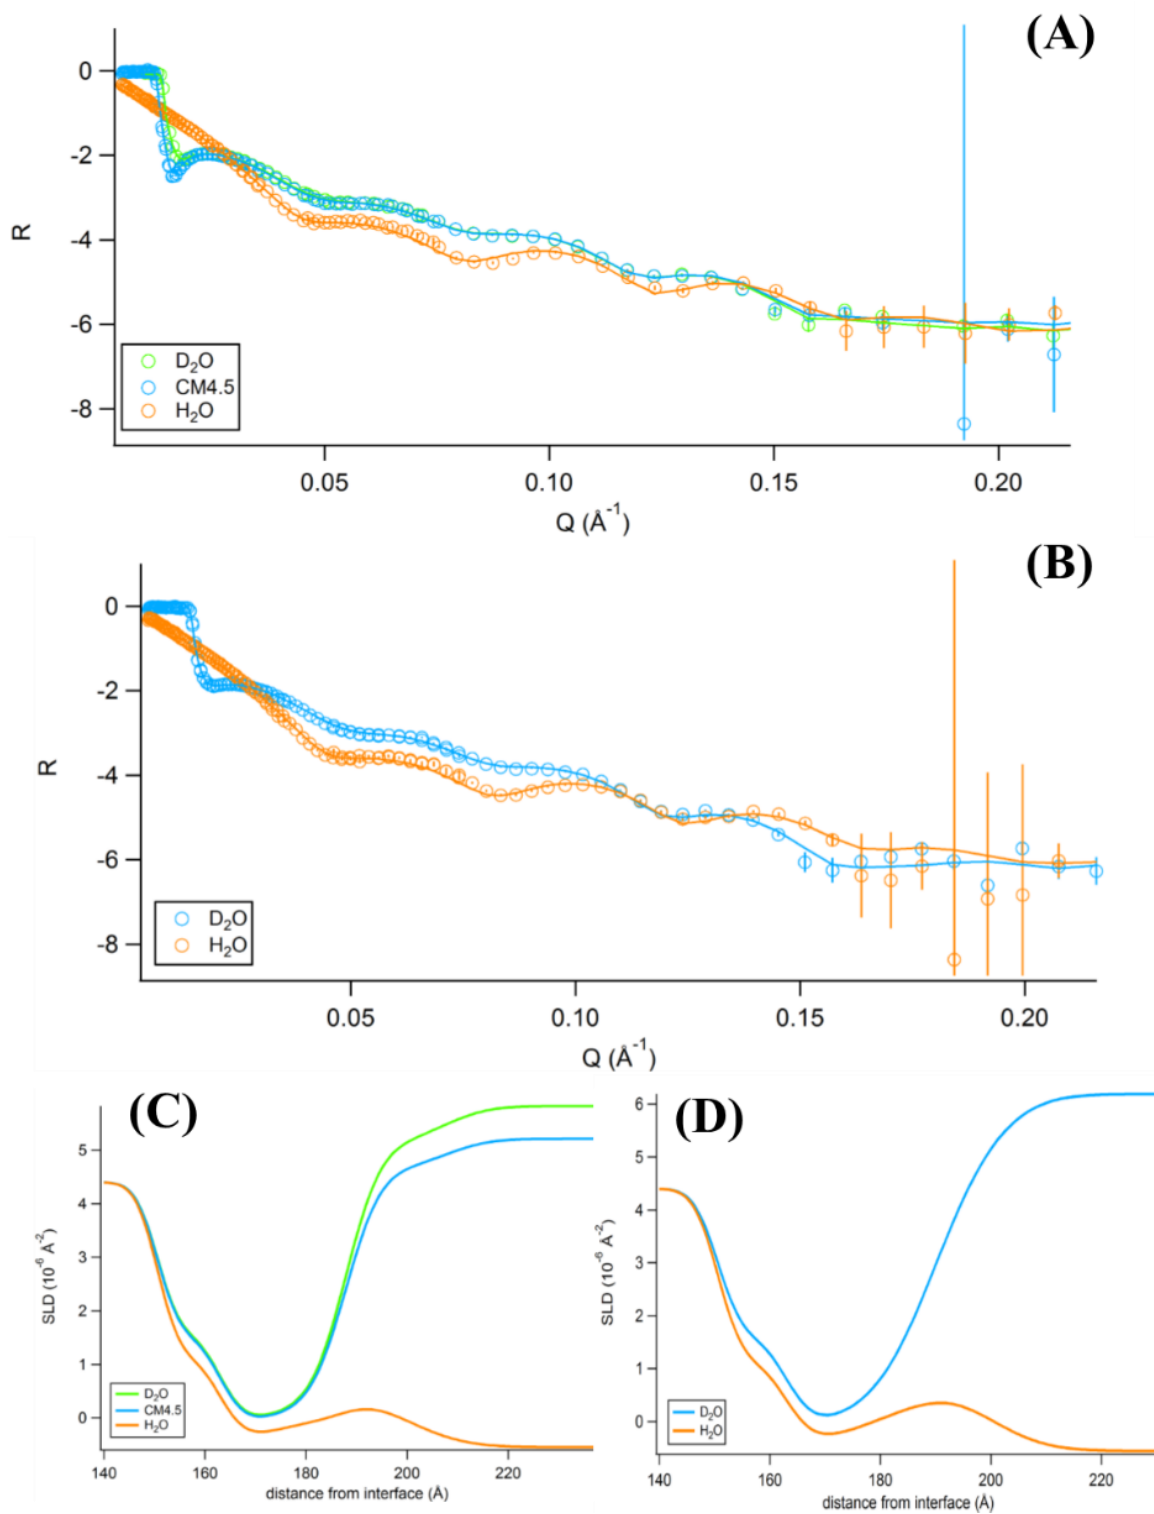 (A)
0
-2
-4
-6
-8
R
D₂O
CM4.5
H₂O
0.05 0.10 0.15 0.20
Q (Å⁻¹)
(B)
0
-2
-4
-6
-8
R
D₂O
H₂O
0.05 0.10 0.15 0.20
Q (Å⁻¹)
(C)
5
4
3
2
1
0
SLD (10⁻⁶ Å⁻²)
D₂O
CM4.5
H₂O
140 160 180 200 220
distance from interface (Å)
(D)
6
5
4
3
2
1
0
SLD (10⁻⁶ Å⁻²)
D₂O
H₂O
140 160 180 200 220
distance from interface (Å)